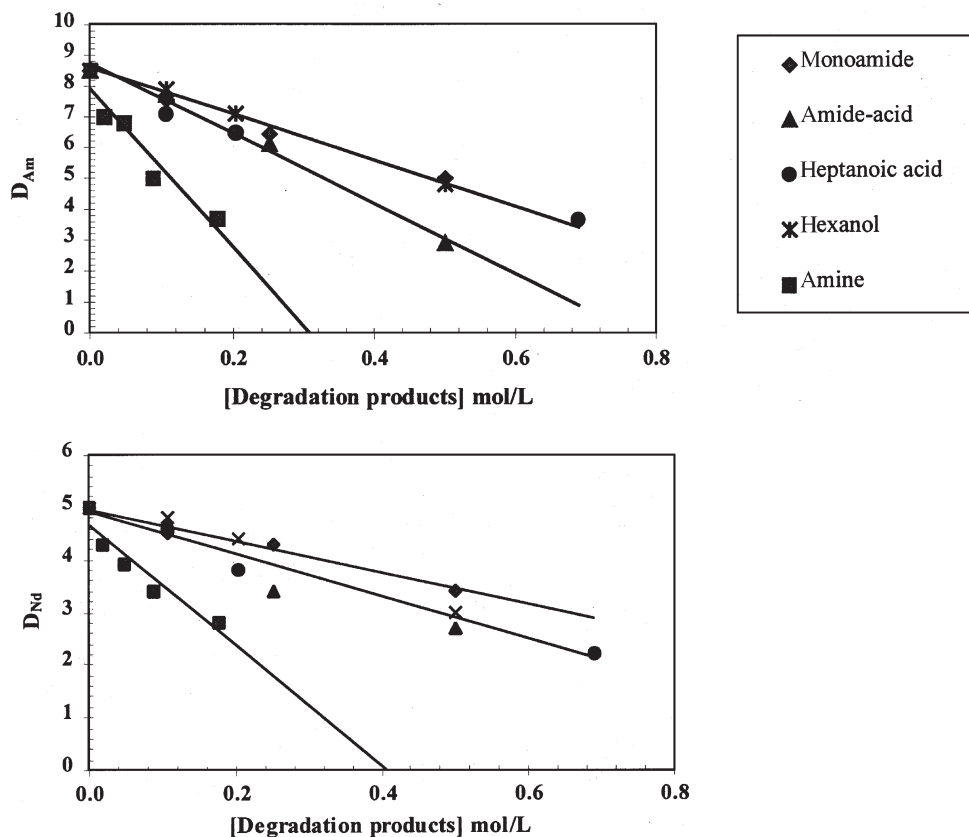 10
9
8
7
6
5
4
3
2
1
0
D_Am
0.0 0.2 0.4 0.6 0.8
[Degradation products] mol/L
Monoamide
Amide-acid
Heptanoic acid
Hexanol
Amine
6
5
4
3
2
1
0
D_Nd
0.0 0.2 0.4 0.6 0.8
[Degradation products] mol/L